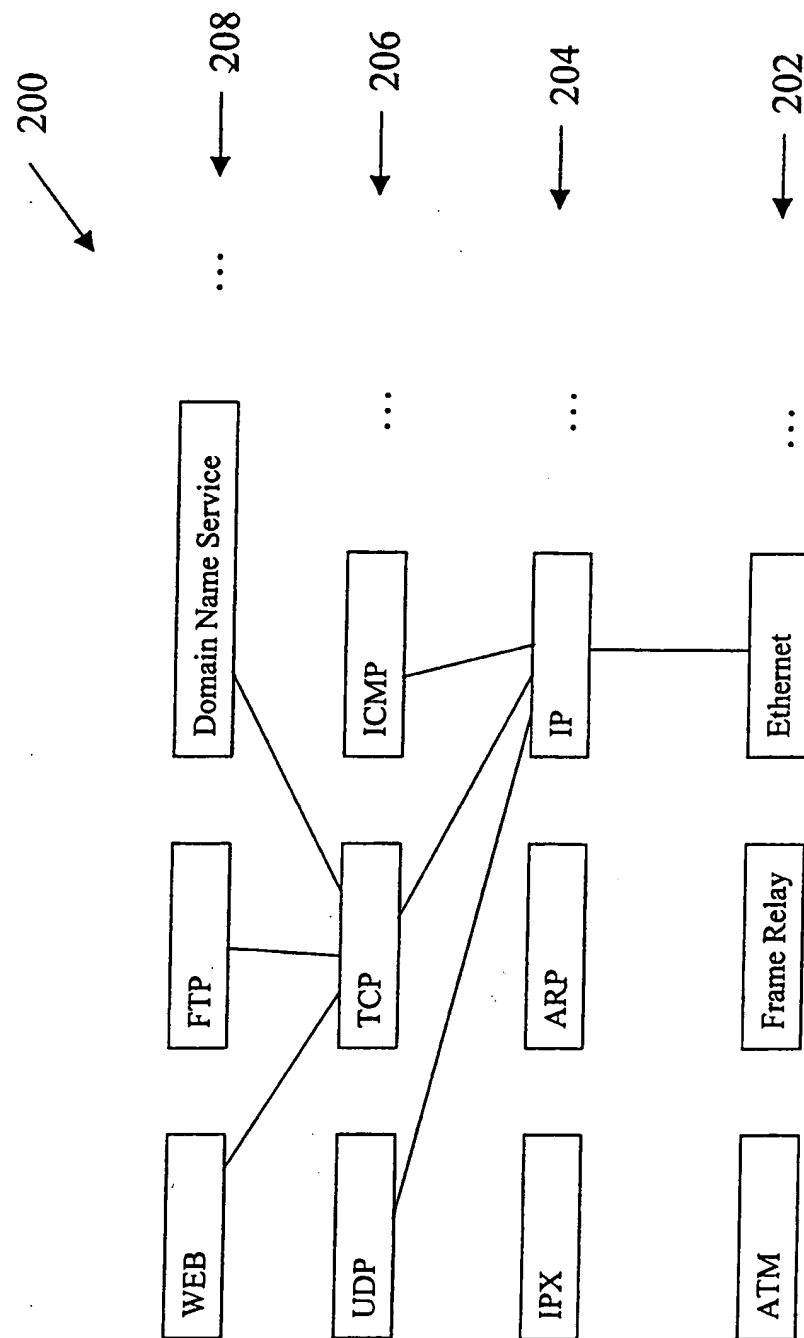 200
WEB FTP Domain Name Service ... 208
UDP TCP ICMP ... 206
IPX ARP IP ... 204
ATM Frame Relay Ethernet ... 202